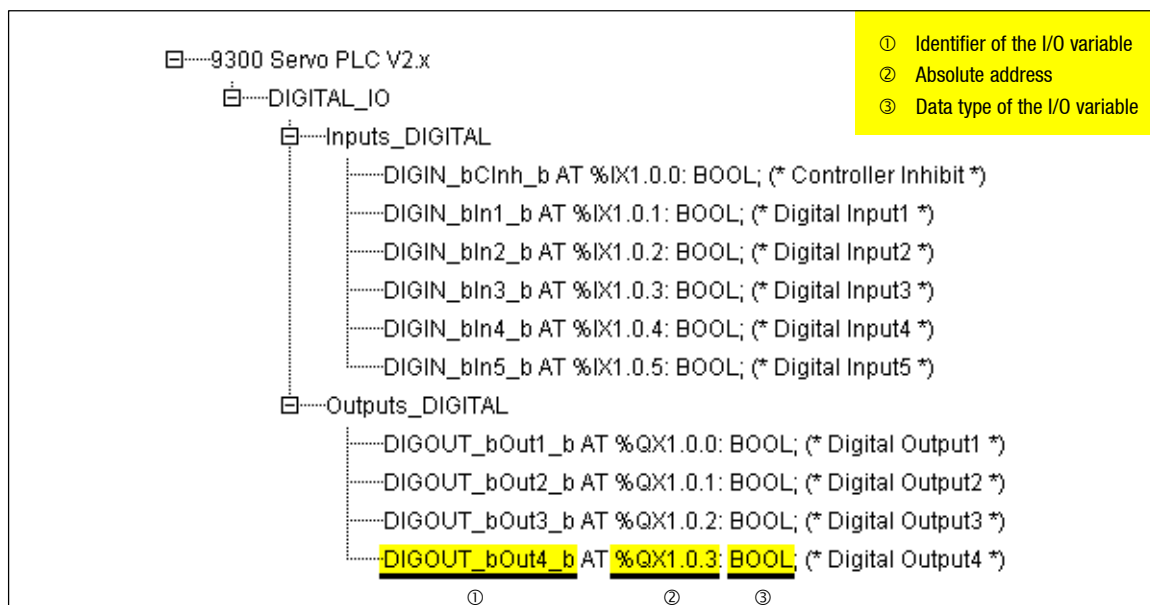 ① Identifier of the I/O variable
② Absolute address
③ Data type of the I/O variable
9300 Servo PLC V2.x
DIGITAL_IO
Inputs_DIGITAL
DIGIN_bCInh_b AT %IX1.0.0: BOOL; (* Controller Inhibit *)
DIGIN_bIn1_b AT %IX1.0.1: BOOL; (* Digital Input1 *)
DIGIN_bIn2_b AT %IX1.0.2: BOOL; (* Digital Input2 *)
DIGIN_bIn3_b AT %IX1.0.3: BOOL; (* Digital Input3 *)
DIGIN_bIn4_b AT %IX1.0.4: BOOL; (* Digital Input4 *)
DIGIN_bIn5_b AT %IX1.0.5: BOOL; (* Digital Input5 *)
Outputs_DIGITAL
DIGOUT_bOut1_b AT %QX1.0.0: BOOL; (* Digital Output1 *)
DIGOUT_bOut2_b AT %QX1.0.1: BOOL; (* Digital Output2 *)
DIGOUT_bOut3_b AT %QX1.0.2: BOOL; (* Digital Output3 *)
DIGOUT_bOut4_b AT %QX1.0.3: BOOL; (* Digital Output4 *)
① ② ③